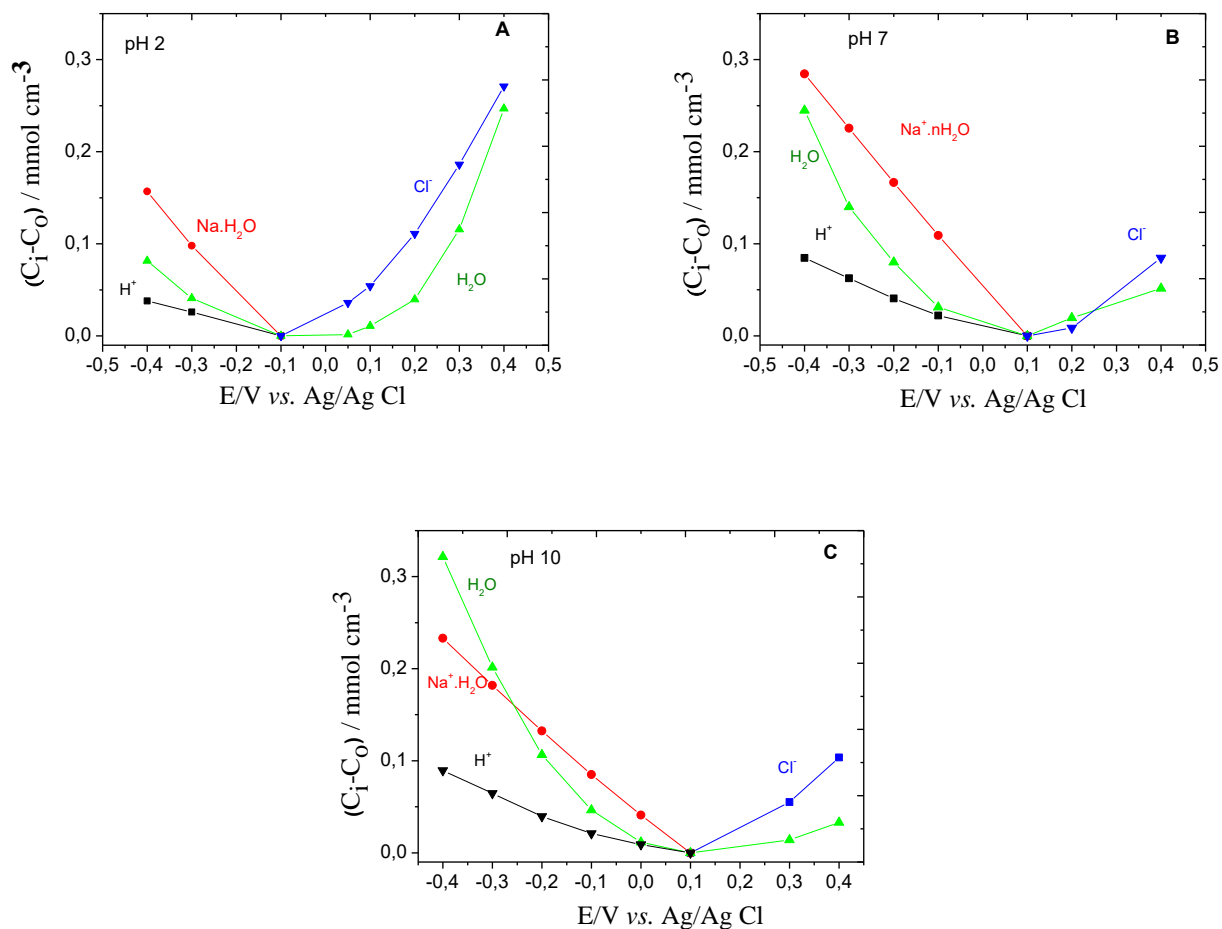 A
pH 2
(Ci-CO) / mmol cm-3
0,3
0,2
0,1
0,0
Na.H2O
H+
Cl-
H2O
-0,5 -0,4 -0,3 -0,2 -0,1 0,0 0,1 0,2 0,3 0,4 0,5
E/V vs. Ag/Ag Cl
B
pH 7
(Ci-CO) / mmol cm-3
0,3
0,2
0,1
0,0
Na+.nH2O
H2O
H+
Cl-
-0,5 -0,4 -0,3 -0,2 -0,1 0,0 0,1 0,2 0,3 0,4 0,5
E/V vs. Ag/Ag Cl
C
pH 10
(Ci-CO) / mmol cm-3
0,3
0,2
0,1
0,0
H2O
Na+.H2O
H+
Cl-
-0,4 -0,3 -0,2 -0,1 0,0 0,1 0,2 0,3 0,4
E/V vs. Ag/Ag Cl